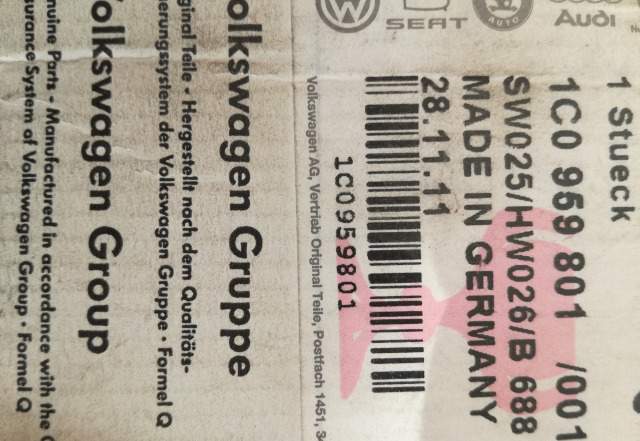 SEAT
Audi
1 Stueck
1C0 959 801 /001
SW025/HW026/B 688
MADE IN GERMANY
28.11.11
1C0959801
Volkswagen AG, Vertrieb Original Teile, Postfach 1451,
olkswagen Gruppe
ginal Teile • Hergestellt nach dem Qualitäts-
erungssystem der Volkswagen Gruppe • Formel Q
olkswagen Group
nuine Parts • Manufactured in accordance with the
surance System of Volkswagen Group • Formel Q